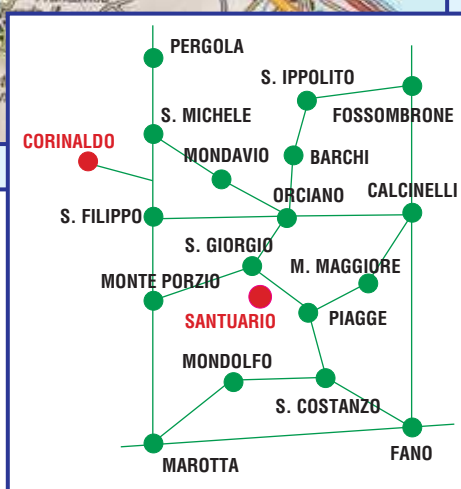 PERGOLA
S. IPPOLITO
FOSSOMBRONE
S. MICHELE
CORINALDO
MONDAVIO
BARCHI
ORCIANO
CALCINELLI
S. FILIPPO
S. GIORGIO
M. MAGGIORE
MONTE PORZIO
SANTUARIO
PIAGGE
MONDOLFO
S. COSTANZO
MAROTTA
FANO